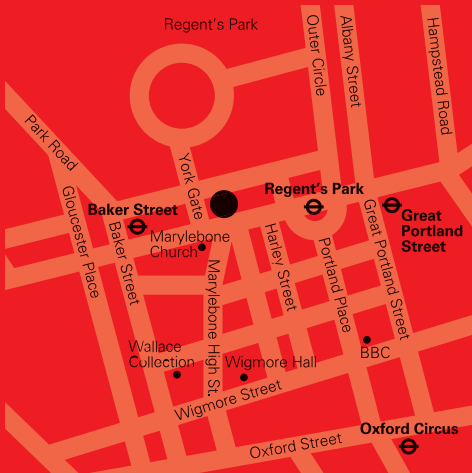 Regent's Park
Outer Circle
Albany Street
Hampstead Road
Park Road
York Gate
Regent's Park
Baker Street
Great
Portland
Street
Gloucester Place
Baker Street
Marylebone
Church
Harley Street
Portland Place
Great Portland Street
Marylebone High St.
Wallace
Collection
Wigmore Hall
BBC
Wigmore Street
Oxford Street
Oxford Circus